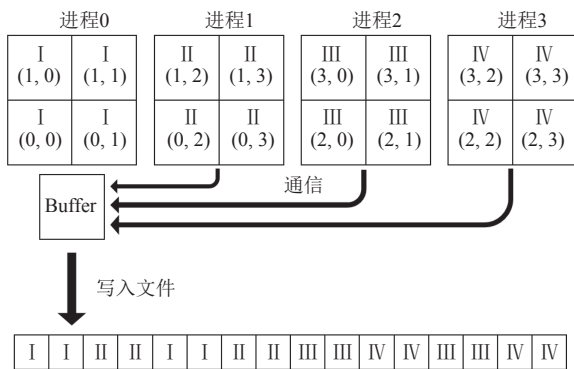 进程0 进程1 进程2 进程3
Ⅰ Ⅰ Ⅱ Ⅱ Ⅲ Ⅲ Ⅳ Ⅳ
(1, 0) (1, 1) (1, 2) (1, 3) (3, 0) (3, 1) (3, 2) (3, 3)
Ⅰ Ⅰ Ⅱ Ⅱ Ⅲ Ⅲ Ⅳ Ⅳ
(0, 0) (0, 1) (0, 2) (0, 3) (2, 0) (2, 1) (2, 2) (2, 3)
通信
Buffer
写入文件
Ⅰ Ⅰ Ⅱ Ⅱ Ⅰ Ⅰ Ⅱ Ⅱ Ⅲ Ⅲ Ⅳ Ⅳ Ⅲ Ⅲ Ⅳ Ⅳ